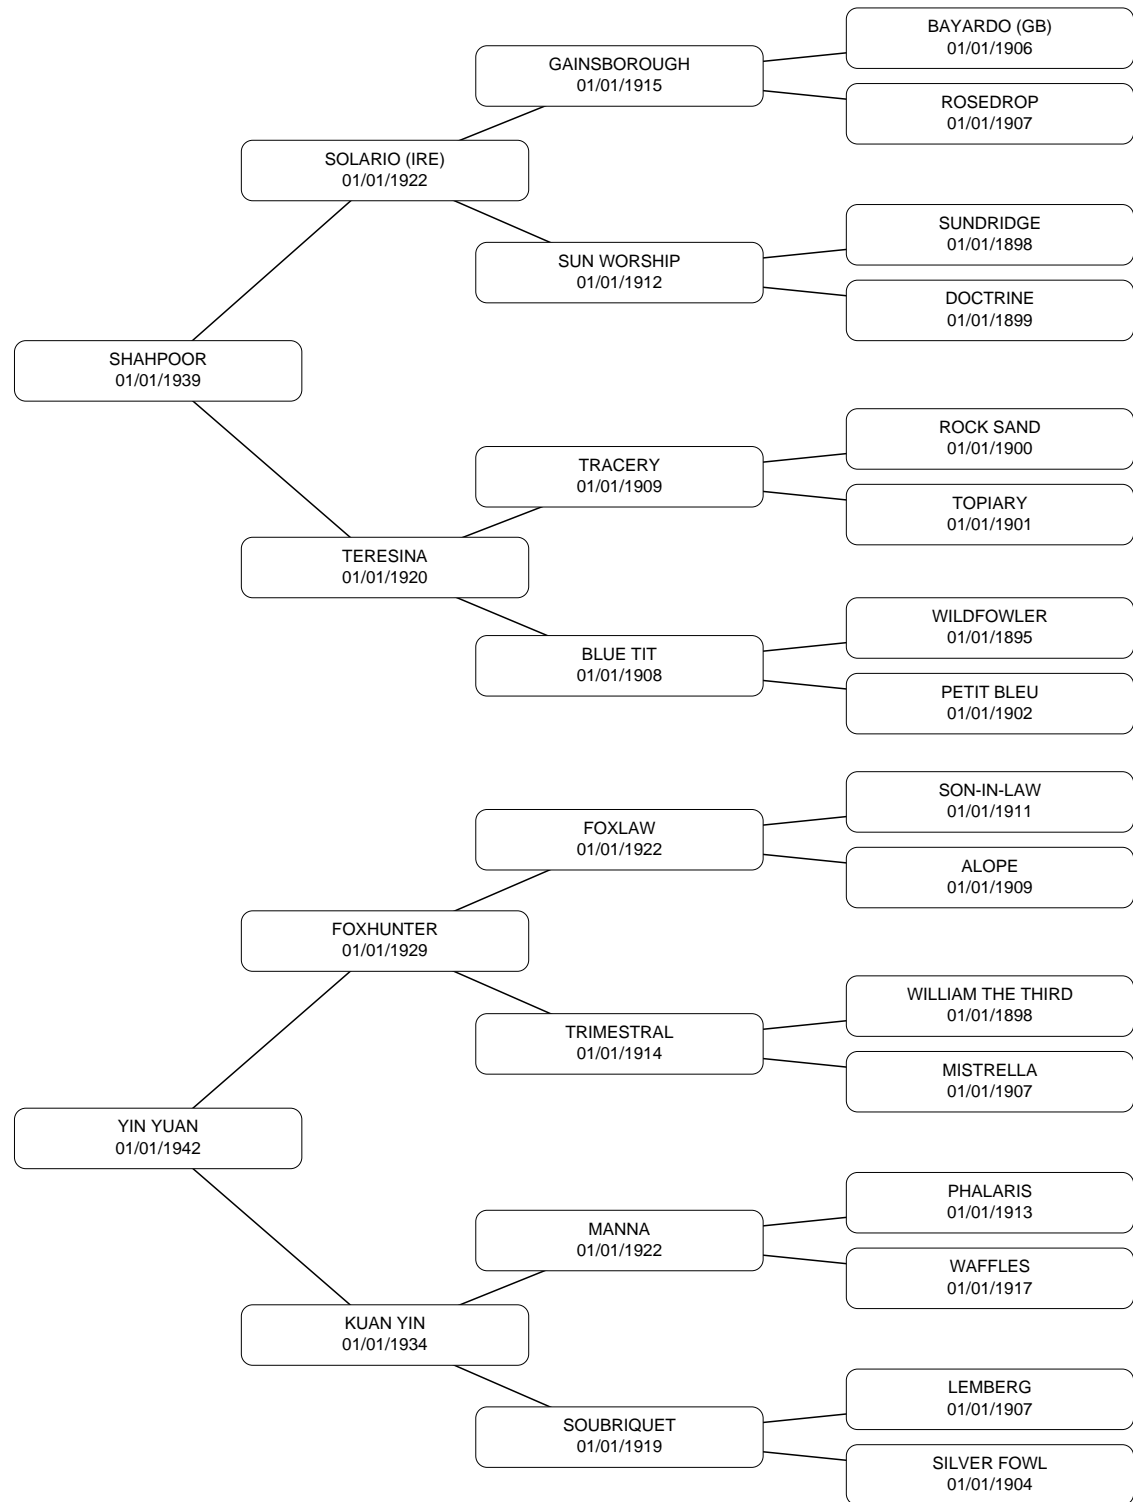 BAYARDO (GB)
01/01/1906
GAINSBOROUGH
01/01/1915
ROSEDROP
01/01/1907
SOLARIO (IRE)
01/01/1922
SUNDRIDGE
01/01/1898
SUN WORSHIP
01/01/1912
DOCTRINE
01/01/1899
SHAHPOOR
01/01/1939
ROCK SAND
01/01/1900
TRACERY
01/01/1909
TOPIARY
01/01/1901
TERESINA
01/01/1920
WILDFOWLER
01/01/1895
BLUE TIT
01/01/1908
PETIT BLEU
01/01/1902
SON-IN-LAW
01/01/1911
FOXLAW
01/01/1922
ALOPE
01/01/1909
FOXHUNTER
01/01/1929
WILLIAM THE THIRD
01/01/1898
TRIMESTRAL
01/01/1914
MISTRELLA
01/01/1907
YIN YUAN
01/01/1942
PHALARIS
01/01/1913
MANNA
01/01/1922
WAFFLES
01/01/1917
KUAN YIN
01/01/1934
LEMBERG
01/01/1907
SOUBRIQUET
01/01/1919
SILVER FOWL
01/01/1904